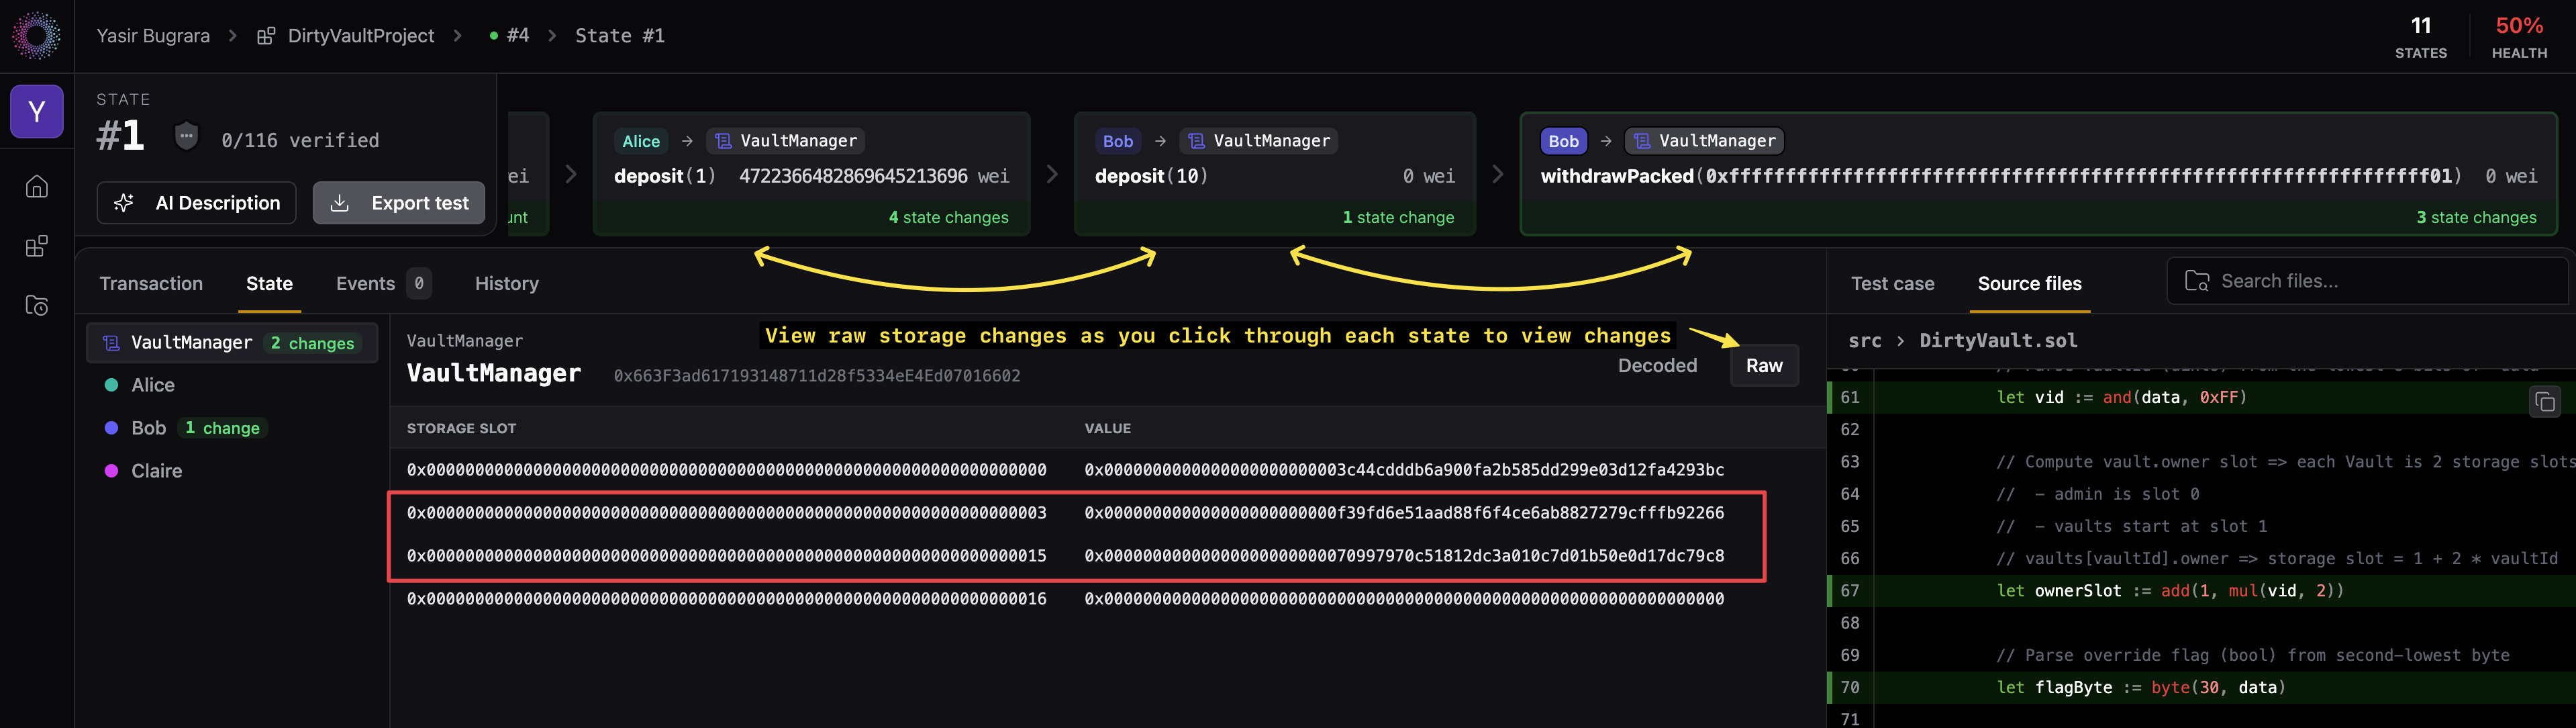 Yasir Bugrara > DirtyVaultProject > #4 > State #1
11
STATES
50%
HEALTH
Y
STATE
#1 0/116 verified
AI Description
Export test
ei
unt
Alice → VaultManager
deposit(1) 4722366482869645213696 wei
4 state changes
Bob → VaultManager
deposit(10) 0 wei
1 state change
Bob → VaultManager
withdrawPacked(0xffffffffffffffffffffffffffffffffffffffffffffffffffffffffffffff01) 0 wei
3 state changes
Transaction State Events 0 History
VaultManager 2 changes
Alice
Bob 1 change
Claire
VaultManager
View raw storage changes as you click through each state to view changes
VaultManager 0x663F3ad617193148711d28f5334eE4Ed07016602
Decoded Raw
STORAGE SLOT VALUE
0x0000000000000000000000000000000000000000000000000000000000000000 0x0000000000000000000000003c44cdddb6a900fa2b585dd299e03d12fa4293bc
0x0000000000000000000000000000000000000000000000000000000000000003 0x000000000000000000000000f39fd6e51aad88f6f4ce6ab8827279cfffb92266
0x0000000000000000000000000000000000000000000000000000000000000015 0x00000000000000000000000070997970c51812dc3a010c7d01b50e0d17dc79c8
0x0000000000000000000000000000000000000000000000000000000000000016 0x0000000000000000000000000000000000000000000000000000000000000000
Test case Source files
Search files...
src > DirtyVault.sol
61 let vid := and(data, 0xFF)
62
63 // Compute vault.owner slot => each Vault is 2 storage slots
64 // - admin is slot 0
65 // - vaults start at slot 1
66 // vaults[vaultId].owner => storage slot = 1 + 2 * vaultId
67 let ownerSlot := add(1, mul(vid, 2))
68
69 // Parse override flag (bool) from second-lowest byte
70 let flagByte := byte(30, data)
71